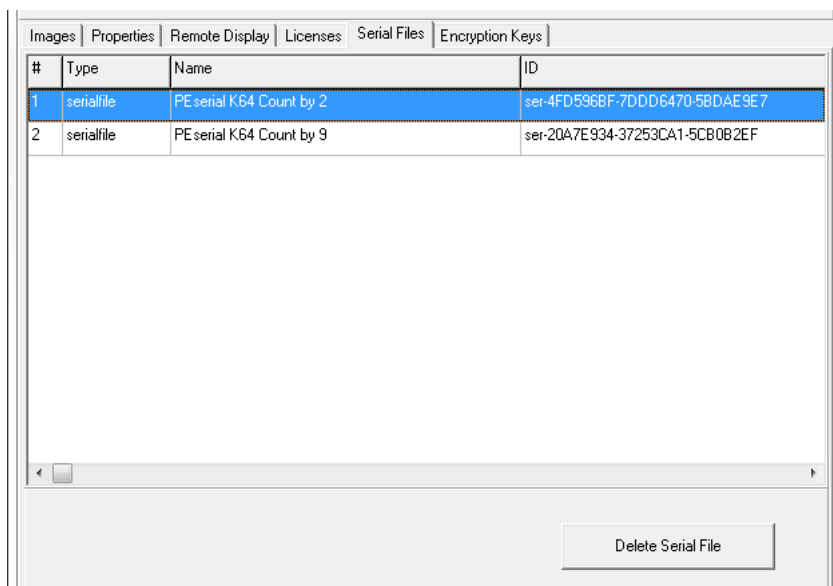 Images Properties Remote Display Licenses Serial Files Encryption Keys
# Type Name ID
1 serialfile PEserial K64 Count by 2 ser-4FD596BF-7DDD6470-5BDAE9E7
2 serialfile PEserial K64 Count by 9 ser-20A7E934-37253CA1-5CB0B2EF
Delete Serial File